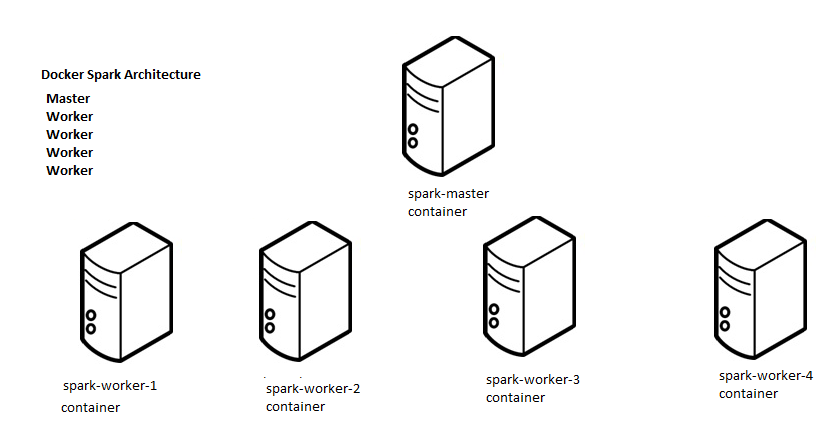 Docker Spark Architecture
Master
Worker
Worker
Worker
Worker
spark-master
container
spark-worker-1
container
spark-worker-2
container
spark-worker-3
container
spark-worker-4
container